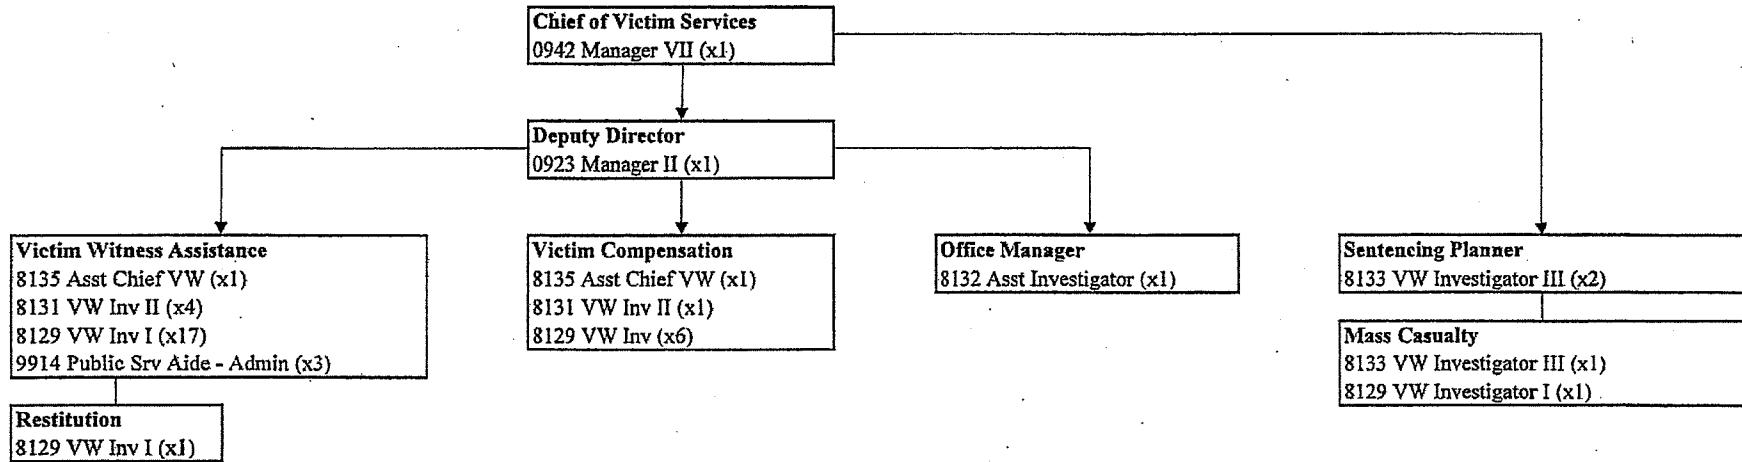 Chief of Victim Services
0942 Manager VII (x1)
Deputy Director
0923 Manager II (x1)
Victim Witness Assistance
8135 Asst Chief VW (x1)
8131 VW Inv II (x4)
8129 VW Inv I (x17)
9914 Public Srv Aide - Admin (x3)
Restitution
8129 VW Inv I (x1)
Victim Compensation
8135 Asst Chief VW (x1)
8131 VW Inv II (x1)
8129 VW Inv (x6)
Office Manager
8132 Asst Investigator (x1)
Sentencing Planner
8133 VW Investigator III (x2)
Mass Casualty
8133 VW Investigator III (x1)
8129 VW Investigator I (x1)